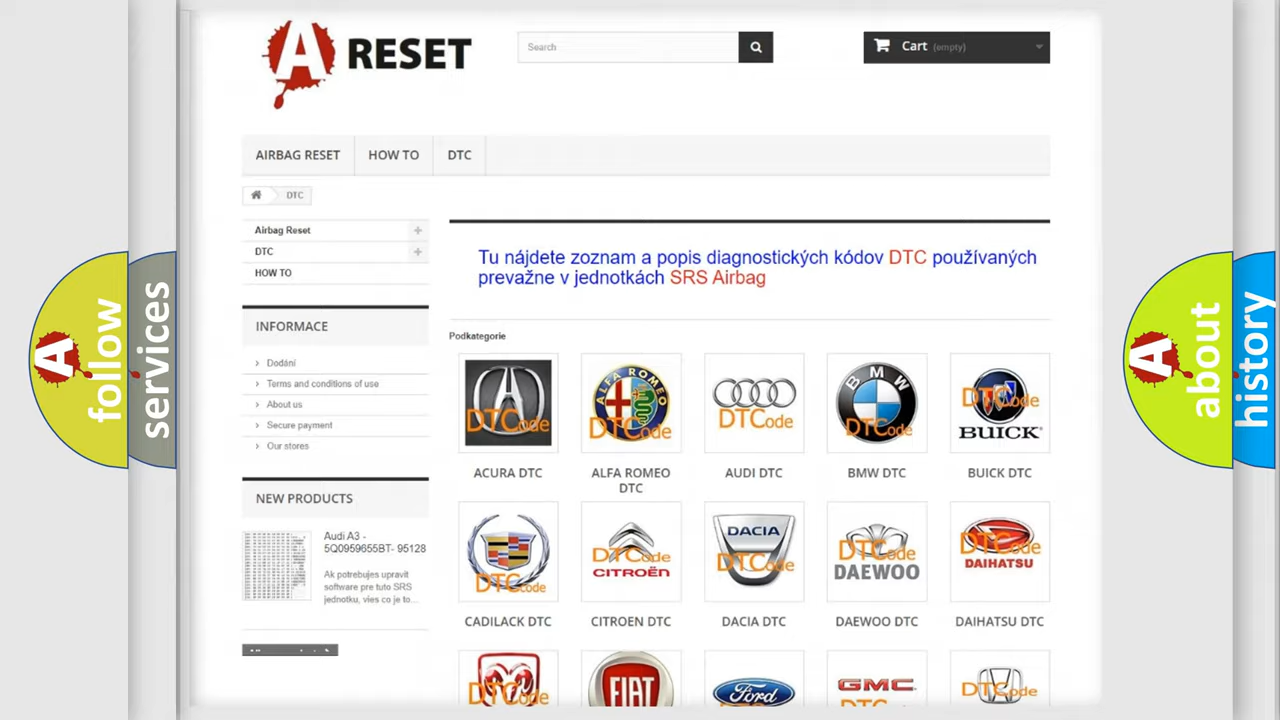 A RESET
Search
Cart (empty)
AIRBAG RESET
HOW TO
DTC
DTC
Airbag Reset
DTC
HOW TO
INFORMACE
Dodání
Terms and conditions of use
About us
Secure payment
Our stores
NEW PRODUCTS
Audi A3 -
5Q0959655BT- 95128
Ak potrebujes upravit
software pre tuto SRS
jednotku, vies co je to...
Tu nájdete zoznam a popis diagnostických kódov DTC používaných
prevažne v jednotkách SRS Airbag
Podkategorie
DTCode
ALFA ROMEO
DTCode
DTCode
BMW
DTCode
DTCode
BUICK
ACURA DTC
ALFA ROMEO
DTC
AUDI DTC
BMW DTC
BUICK DTC
DTCode
DTCode
CITROËN
DACIA
DTCode
DTCode
DAEWOO
DTCode
DAIHATSU
CADILACK DTC
CITROEN DTC
DACIA DTC
DAEWOO DTC
DAIHATSU DTC
DTCode
FIAT
Ford
GMC
DTCode
A follow
services
A about
history